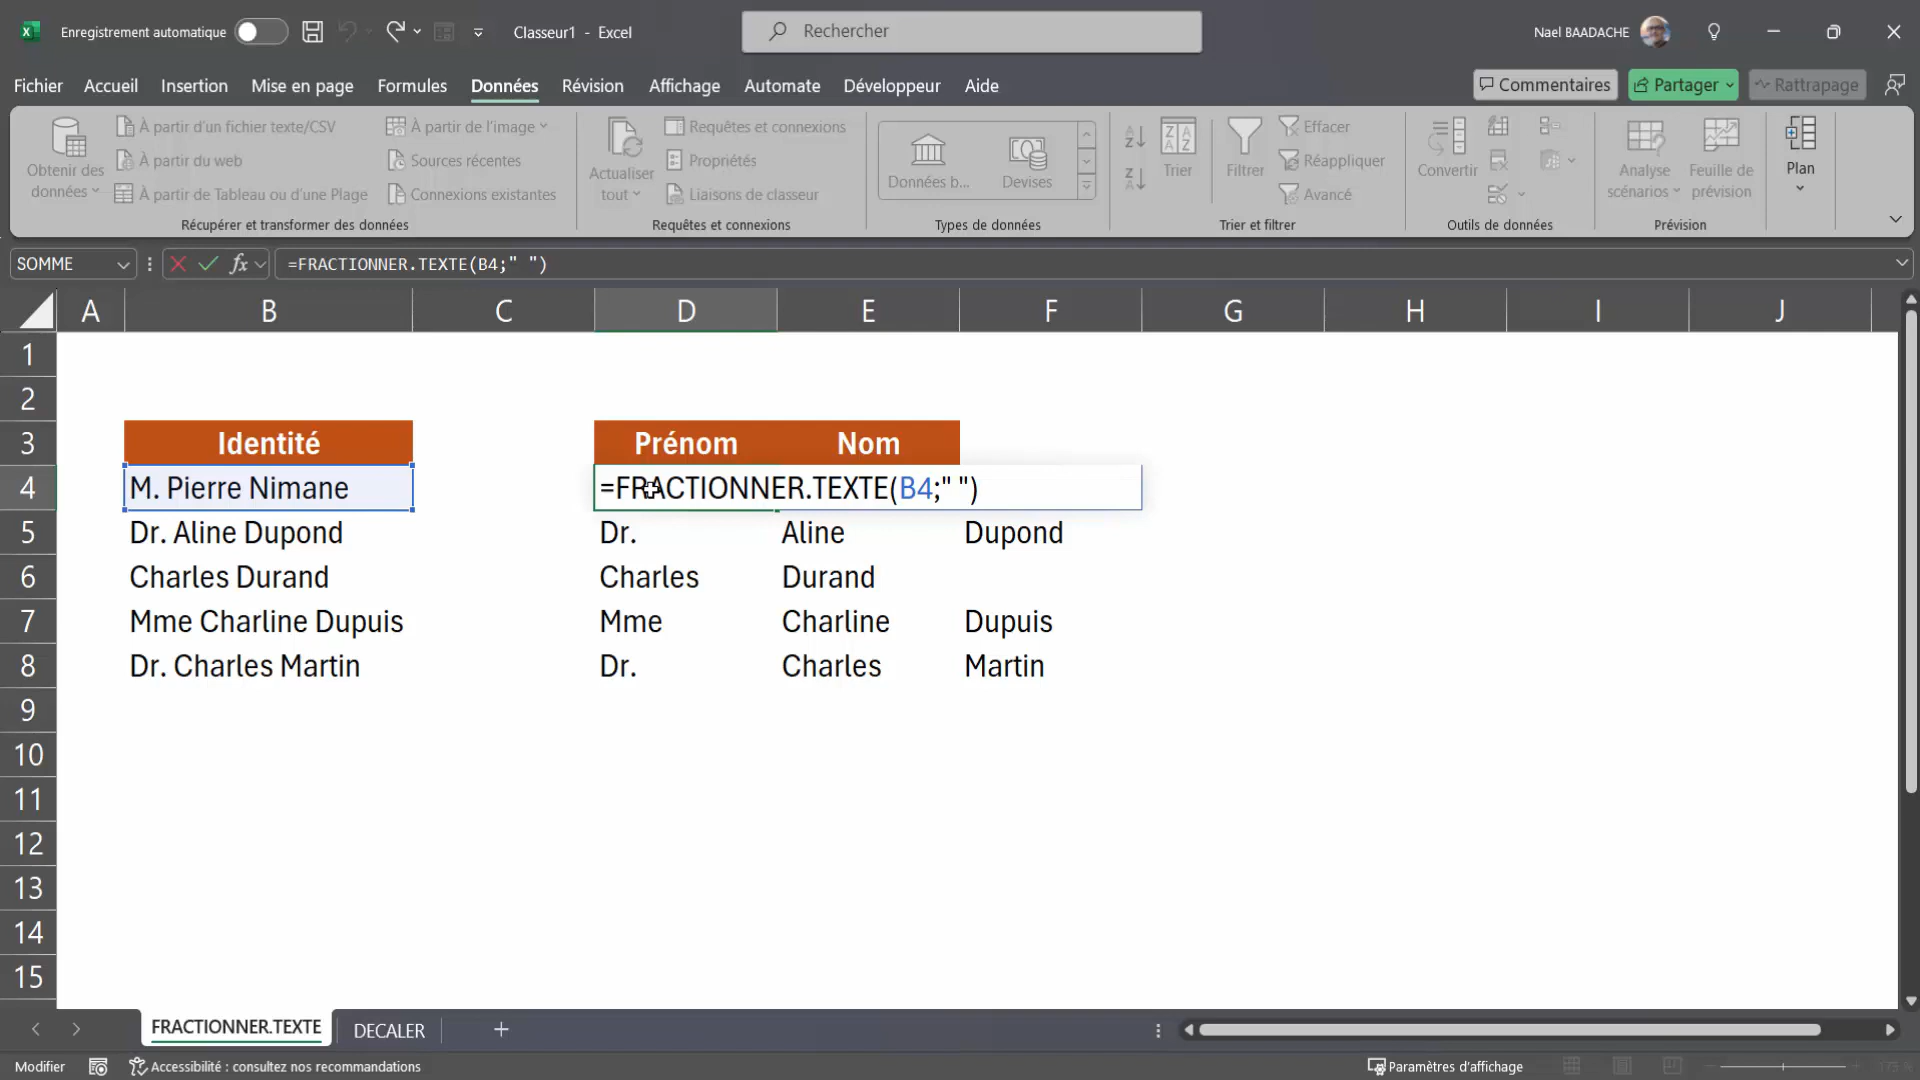 Enregistrement automatique
Classeur1 - Excel
Rechercher
Nael BAADACHE
Fichier Accueil Insertion Mise en page Formules Données Révision Affichage Automate Développeur Aide
Commentaires Partager Rattrapage
Obtenir des données
À partir d'un fichier texte/CSV
À partir du web
À partir de Tableau ou d'une Plage
À partir de l'image
Sources récentes
Connexions existantes
Récupérer et transformer des données
Actualiser tout
Requêtes et connexions
Propriétés
Liaisons de classeur
Requêtes et connexions
Données b...
Devises
Types de données
Trier
Filtrer
Effacer
Réappliquer
Avancé
Trier et filtrer
Convertir
Outils de données
Analyse scénarios
Feuille de prévision
Prévision
Plan
SOMME
fx
=FRACTIONNER.TEXTE(B4;" ")
A B C D E F G H I J
1
2
3 Identité Prénom Nom
4 M. Pierre Nimane =FRACTIONNER.TEXTE(B4;" ")
5 Dr. Aline Dupond Dr. Aline Dupond
6 Charles Durand Charles Durand
7 Mme Charline Dupuis Mme Charline Dupuis
8 Dr. Charles Martin Dr. Charles Martin
9
10
11
12
13
14
15
FRACTIONNER.TEXTE DECALER
Modifier
Accessibilité : consultez nos recommandations
Paramètres d'affichage